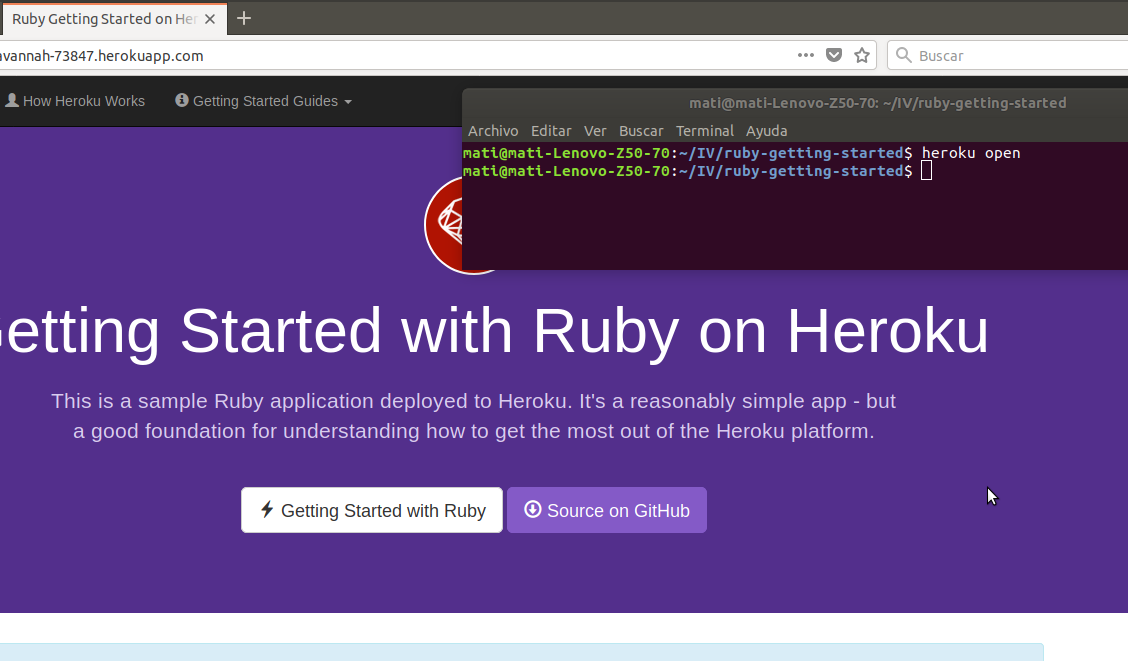 Ruby Getting Started on Her
avannah-73847.herokuapp.com
Buscar
How Heroku Works
Getting Started Guides
mati@mati-Lenovo-Z50-70: ~/IV/ruby-getting-started
Archivo Editar Ver Buscar Terminal Ayuda
mati@mati-Lenovo-Z50-70:~/IV/ruby-getting-started$ heroku open
mati@mati-Lenovo-Z50-70:~/IV/ruby-getting-started$
Getting Started with Ruby on Heroku
This is a sample Ruby application deployed to Heroku. It's a reasonably simple app - but
a good foundation for understanding how to get the most out of the Heroku platform.
Getting Started with Ruby
Source on GitHub